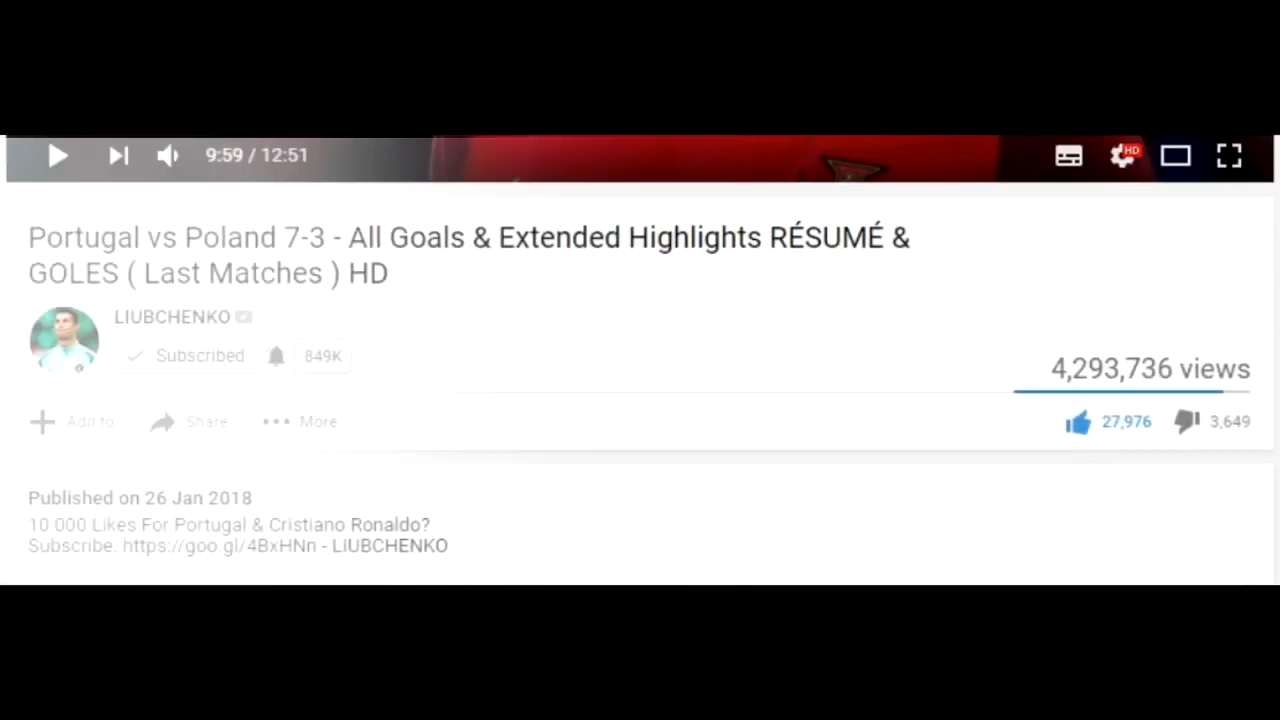 9:59 / 12:51
HD
Portugal vs Poland 7-3 - All Goals & Extended Highlights RÉSUMÉ &
GOLES ( Last Matches ) HD
LIUBCHENKO
Subscribed 849K
4,293,736 views
Add to Share More 27,976 3,649
Published on 26 Jan 2018
10 000 Likes For Portugal & Cristiano Ronaldo?
Subscribe: https://goo.gl/4BxHNn - LIUBCHENKO